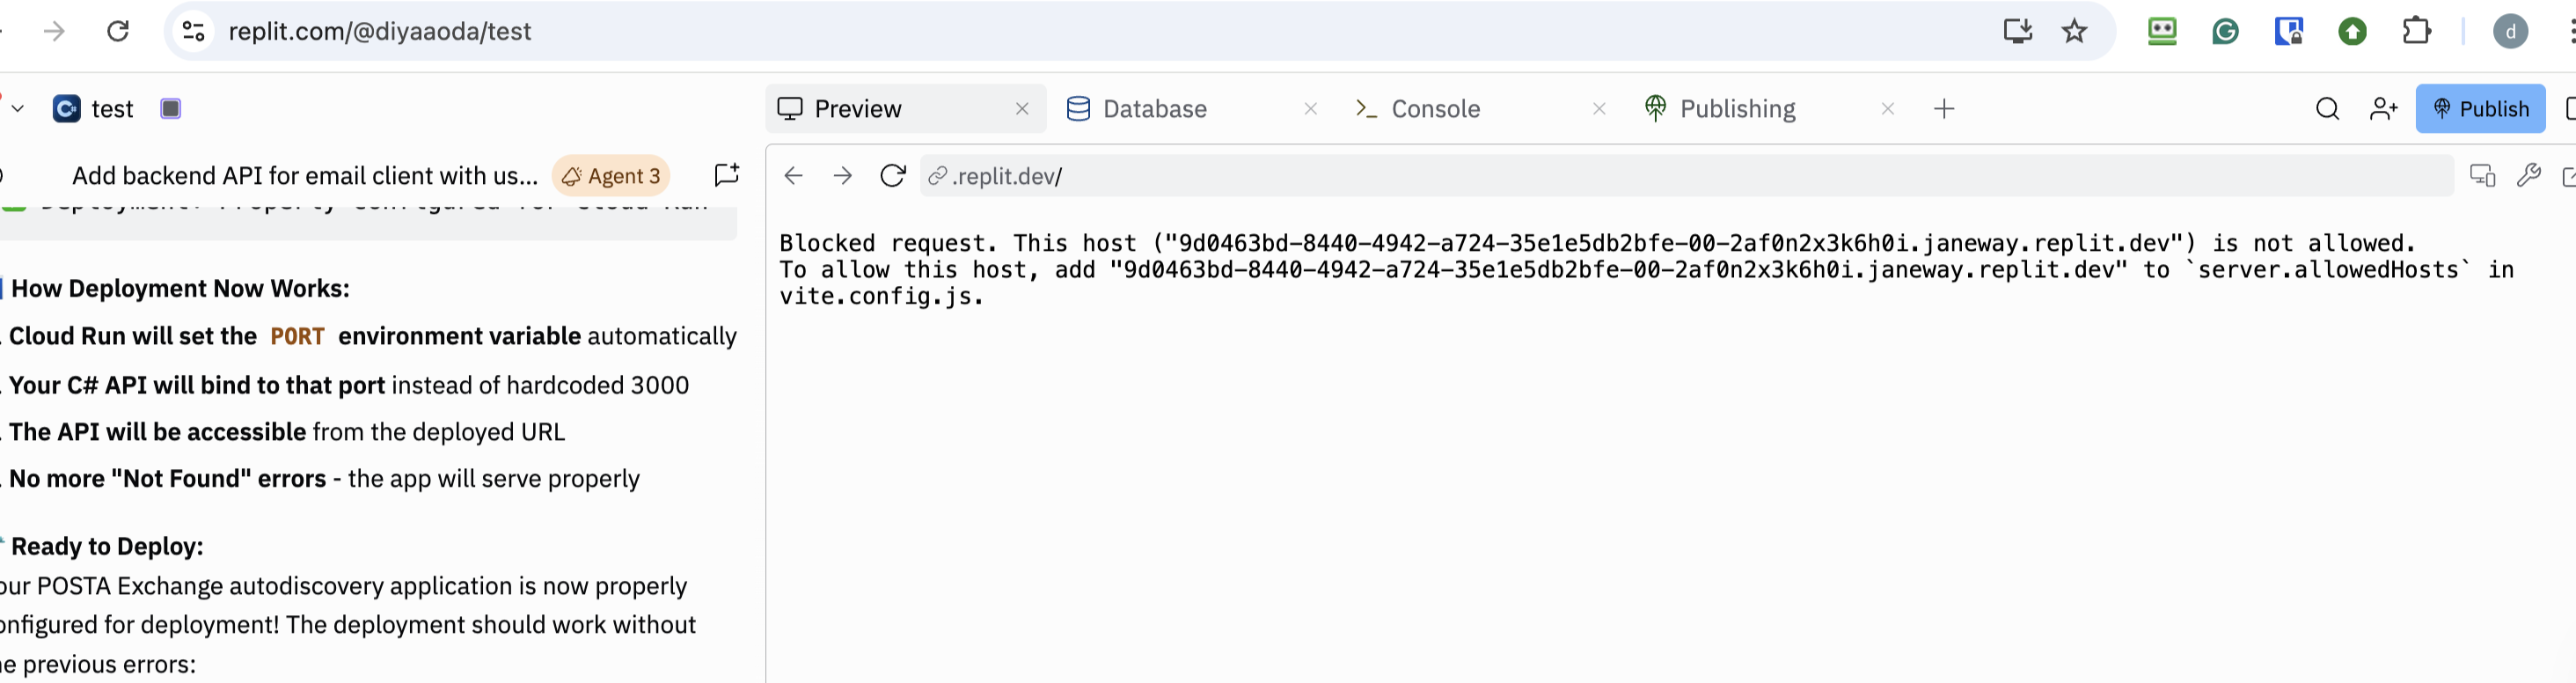 replit.com/@diyaaoda/test
d
test
Preview
Database
Console
Publishing
Publish
Add backend API for email client with us...
Agent 3
.replit.dev/
Deployment: Property configured for Cloud Run
How Deployment Now Works:
Cloud Run will set the PORT environment variable automatically
Your C# API will bind to that port instead of hardcoded 3000
The API will be accessible from the deployed URL
No more "Not Found" errors - the app will serve properly
Ready to Deploy:
our POSTA Exchange autodiscovery application is now properly
onfigured for deployment! The deployment should work without
e previous errors:
Blocked request. This host ("9d0463bd-8440-4942-a724-35e1e5db2bfe-00-2af0n2x3k6h0i.janeway.replit.dev") is not allowed.
To allow this host, add "9d0463bd-8440-4942-a724-35e1e5db2bfe-00-2af0n2x3k6h0i.janeway.replit.dev" to `server.allowedHosts` in
vite.config.js.